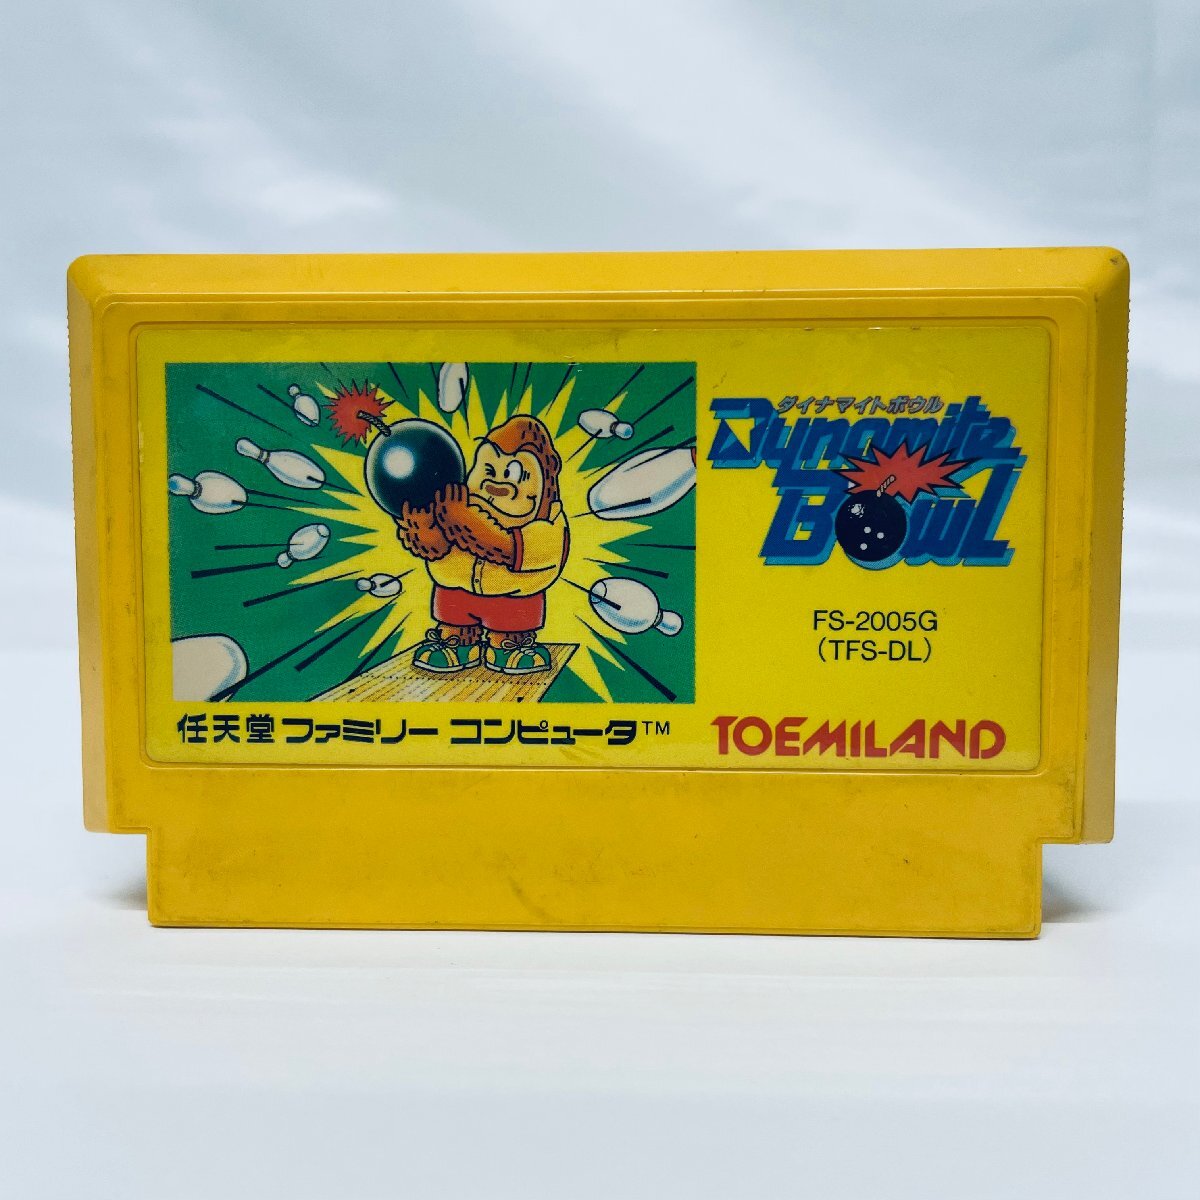 ダイナマイトボウル
Dynamite
Bowl
FS-2005G
(TFS-DL)
任天堂 ファミリー コンピュータ™
TOEMILAND